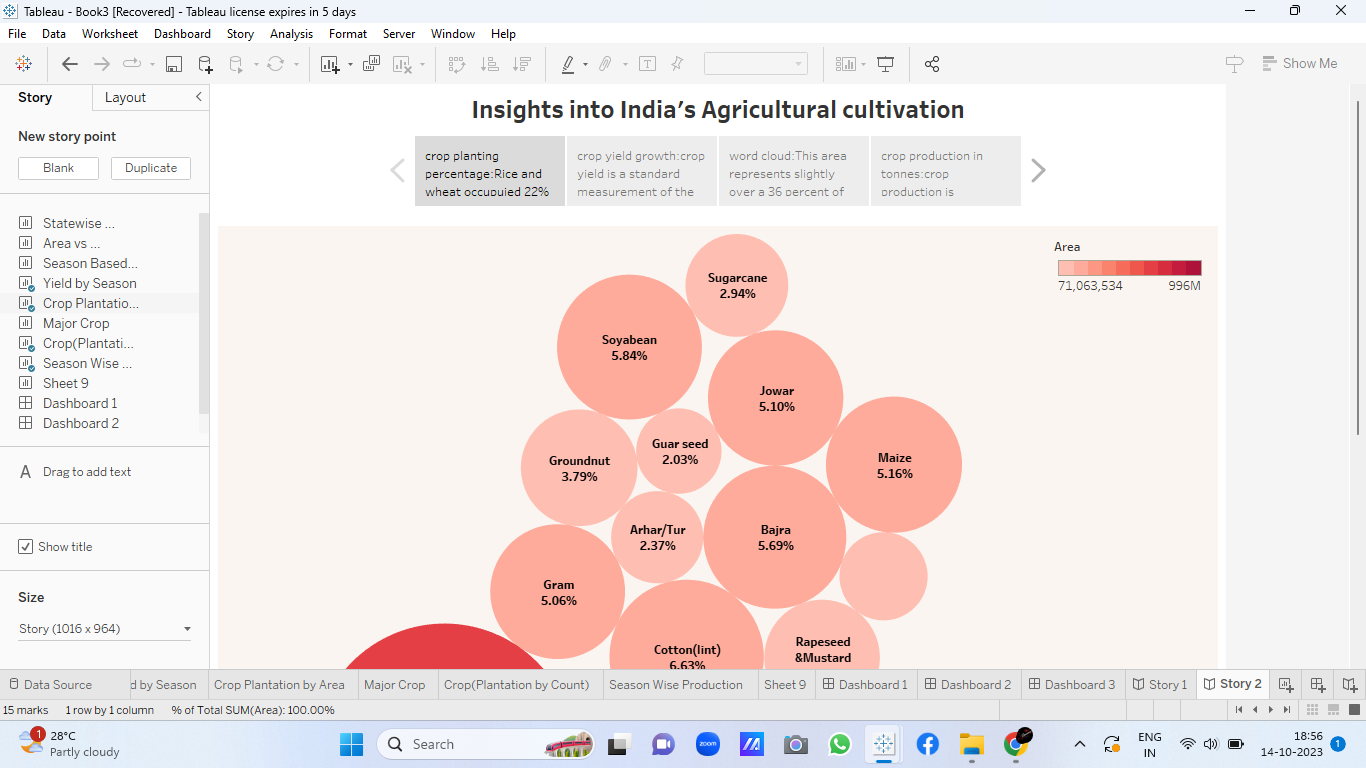 Tableau - Book3 [Recovered] - Tableau license expires in 5 days
File Data Worksheet Dashboard Story Analysis Format Server Window Help
Show Me
Story Layout
New story point
Blank Duplicate
Statewise ...
Area vs ...
Season Based...
Yield by Season
Crop Plantatio...
Major Crop
Crop(Plantati...
Season Wise ...
Sheet 9
Dashboard 1
Dashboard 2
A Drag to add text
Show title
Size
Story (1016 x 964)
Insights into India's Agricultural cultivation
crop planting
percentage:Rice and
wheat occupuied 22%
crop yield growth:crop
yield is a standard
measurement of the
word cloud:This area
represents slightly
over a 36 percent of
crop production in
tonnes:crop
production is
Area
71,063,534 996M
Sugarcane
2.94%
Soyabean
5.84%
Jowar
5.10%
Maize
5.16%
Guar seed
2.03%
Groundnut
3.79%
Arhar/Tur
2.37%
Bajra
5.69%
Gram
5.06%
Cotton(lint)
6.63%
Rapeseed
&Mustard
Data Source d by Season Crop Plantation by Area Major Crop Crop(Plantation by Count) Season Wise Production Sheet 9 Dashboard 1 Dashboard 2 Dashboard 3 Story 1 Story 2
15 marks 1 row by 1 column % of Total SUM(Area): 100.00%
1
28°C
Partly cloudy
Search
zoom
ENG
IN
18:56
14-10-2023
1